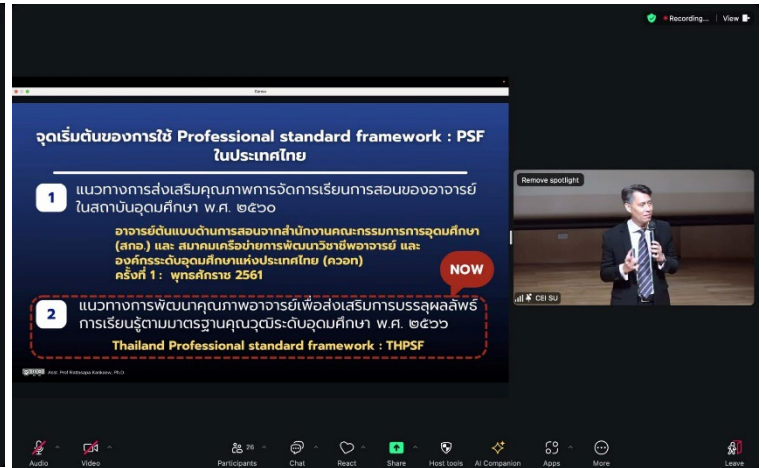 Recording...
View
Canva
จุดเริ่มต้นของการใช้ Professional standard framework : PSF
ในประเทศไทย
1
แนวทางการส่งเสริมคุณภาพการจัดการเรียนการสอนของอาจารย์
ในสถาบันอุดมศึกษา พ.ศ. ๒๕๖๐
อาจารย์ต้นแบบด้านการสอนจากสำนักงานคณะกรรมการการอุดมศึกษา
(สกอ.) และ สมาคมเครือข่ายการพัฒนาวิชาชีพอาจารย์ และ
องค์กรระดับอุดมศึกษาแห่งประเทศไทย (ควอท)
ครั้งที่ 1 : พุทธศักราช 2561
NOW
2
แนวทางการพัฒนาคุณภาพอาจารย์เพื่อส่งเสริมการบรรลุผลลัพธ์
การเรียนรู้ตามมาตรฐานคุณวุฒิระดับอุดมศึกษา พ.ศ. ๒๕๖๖
Thailand Professional standard framework : THPSF
Remove spotlight
CEI SU
Audio
Video
26
Participants
Chat
React
Share
Host tools
AI Companion
Apps
More
Leave